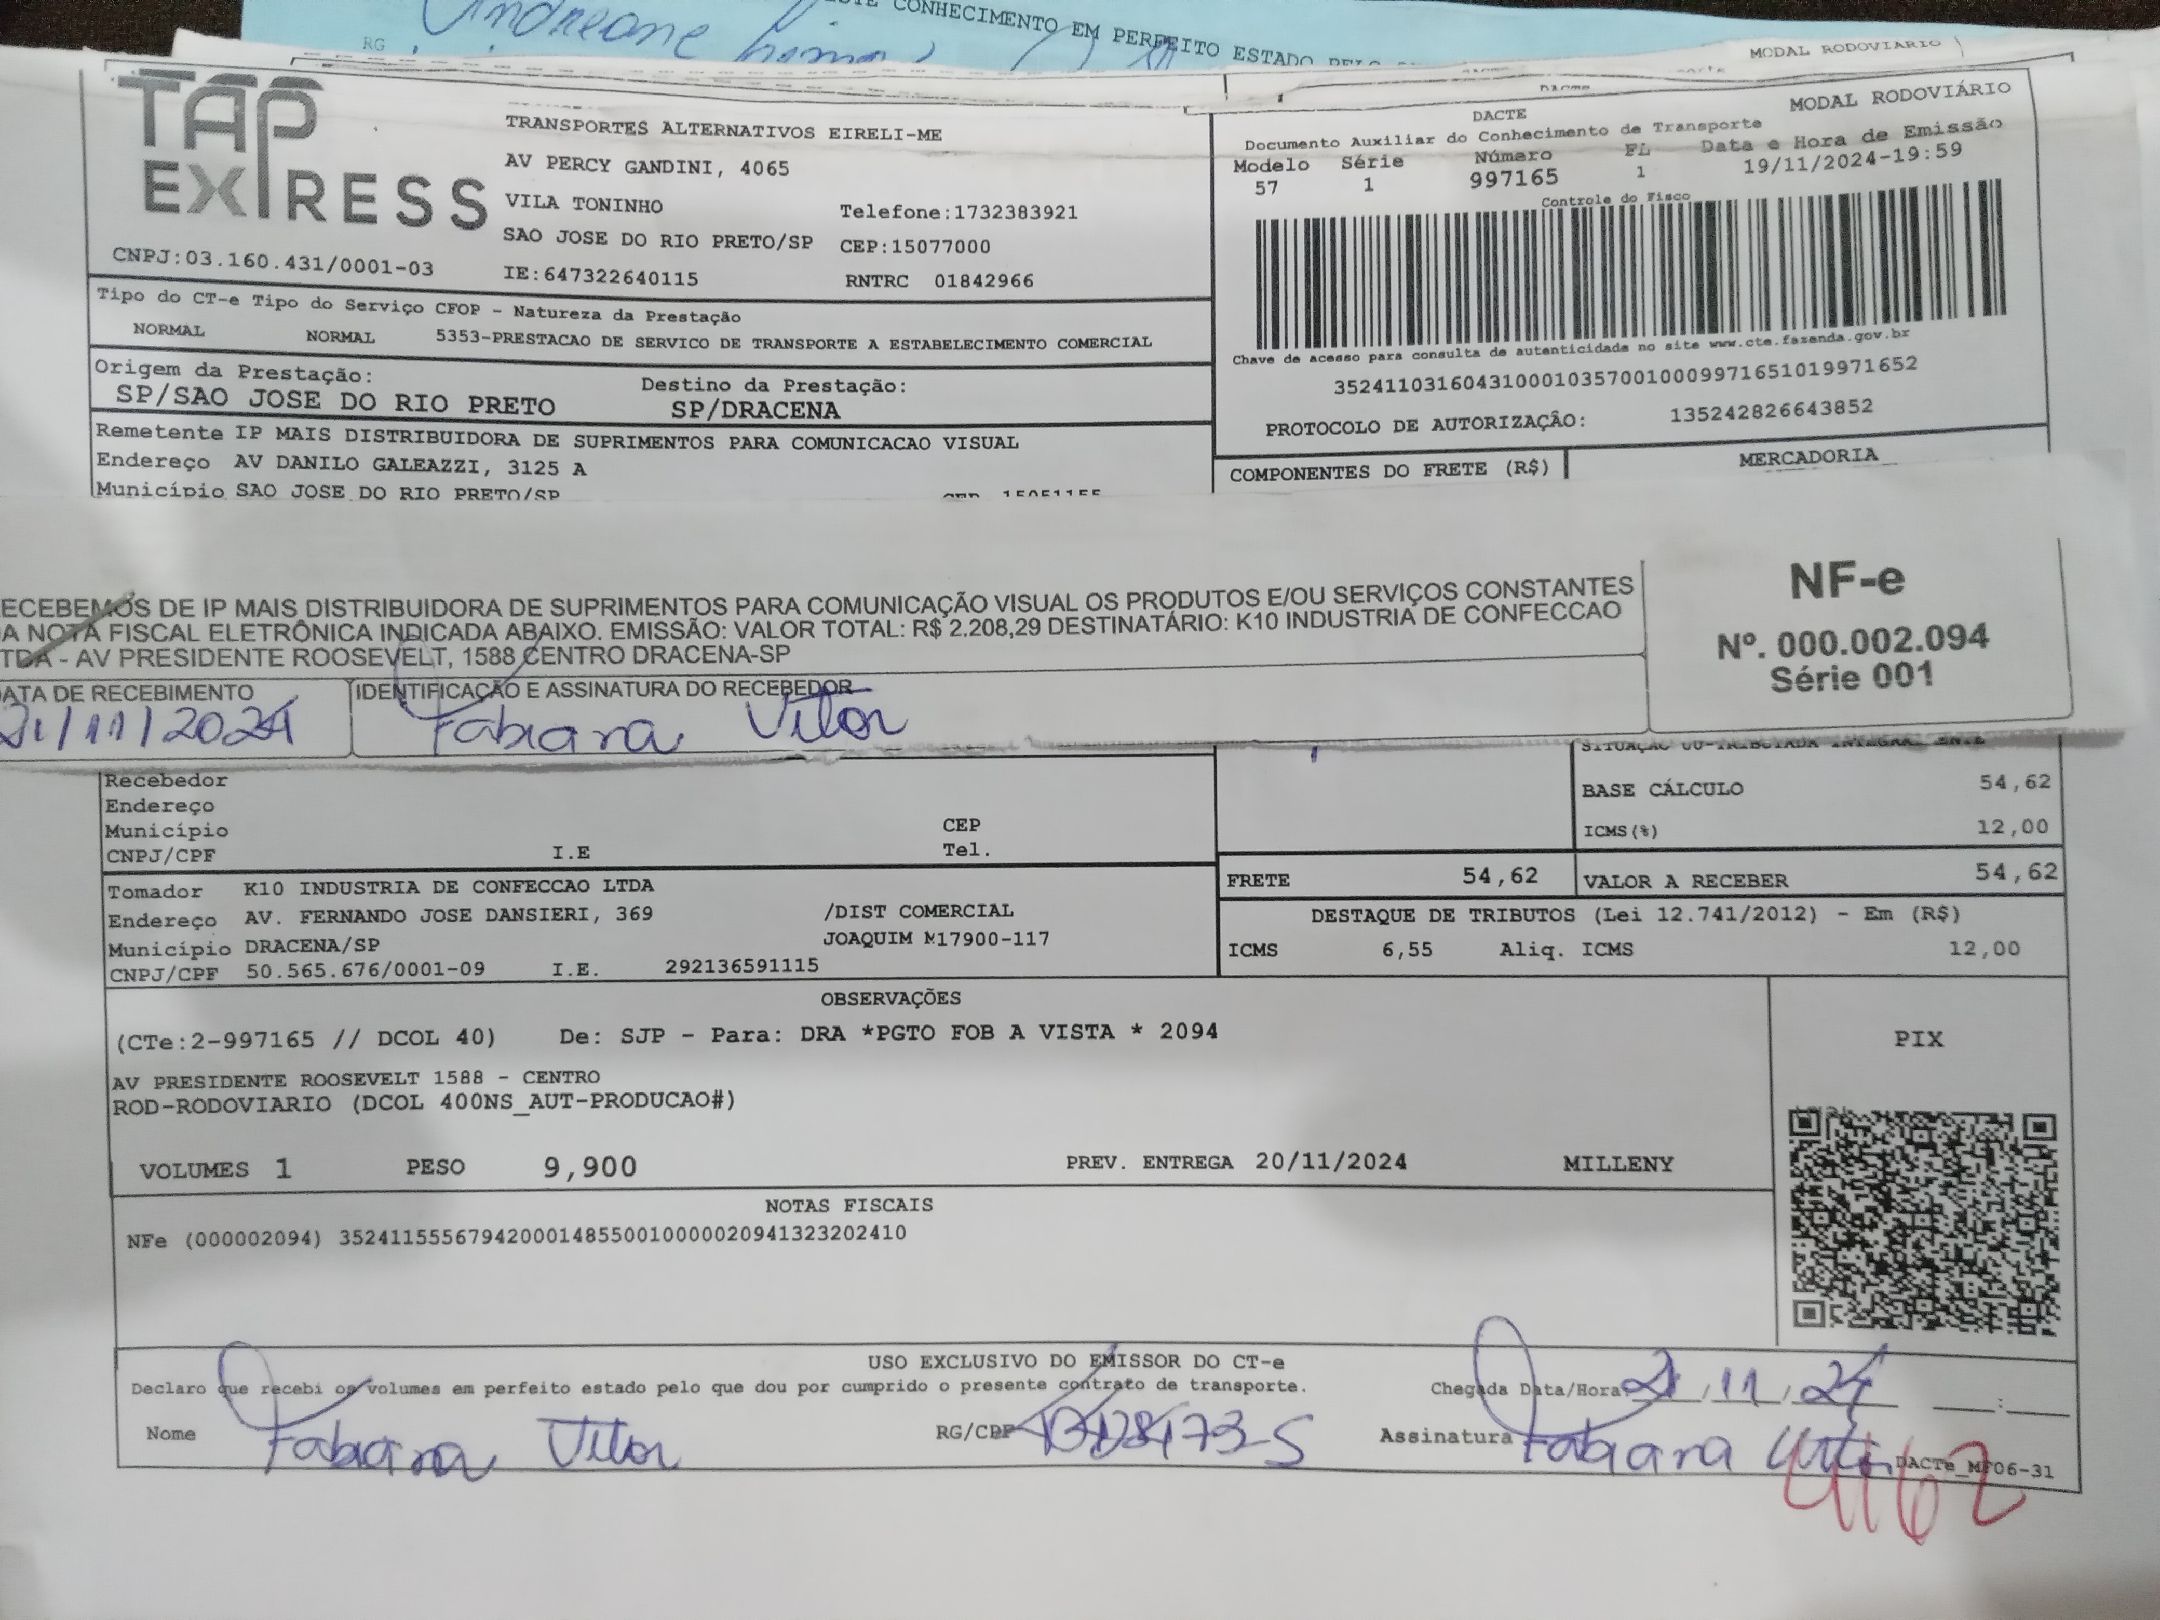 CONHECIMENTO EM PERFEITO ESTADO
RG
MODAL RODOVIARIO
TAP
EXPRESS
CNPJ:03.160.431/0001-03
TRANSPORTES ALTERNATIVOS EIRELI-ME
AV PERCY GANDINI, 4065
VILA TONINHO Telefone:1732383921
SAO JOSE DO RIO PRETO/SP CEP:15077000
IE:647322640115 RNTRC 01842966
DACTE MODAL RODOVIÁRIO
Documento Auxiliar do Conhecimento de Transporte
Modelo Série Número FL Data e Hora de Emissão
57 1 997165 1 19/11/2024-19:59
Controle do Fisco
Chave de acesso para consulta de autenticidade no site www.cte.fazenda.gov.br
35241103160431000103570010009971651019971652
PROTOCOLO DE AUTORIZAÇÃO: 135242826643852
Tipo do CT-e Tipo do Serviço CFOP - Natureza da Prestação
NORMAL NORMAL 5353-PRESTACAO DE SERVICO DE TRANSPORTE A ESTABELECIMENTO COMERCIAL
Origem da Prestação: Destino da Prestação:
SP/SAO JOSE DO RIO PRETO SP/DRACENA
Remetente IP MAIS DISTRIBUIDORA DE SUPRIMENTOS PARA COMUNICACAO VISUAL
Endereço AV DANILO GALEAZZI, 3125 A
Município SAO JOSE DO RIO PRETO/SP CEP 15051155
COMPONENTES DO FRETE (R$) MERCADORIA
ECEBEMOS DE IP MAIS DISTRIBUIDORA DE SUPRIMENTOS PARA COMUNICAÇÃO VISUAL OS PRODUTOS E/OU SERVIÇOS CONSTANTES
A NOTA FISCAL ELETRÔNICA INDICADA ABAIXO. EMISSÃO: VALOR TOTAL: R$ 2.208,29 DESTINATÁRIO: K10 INDUSTRIA DE CONFECCAO
TDA - AV PRESIDENTE ROOSEVELT, 1588 CENTRO DRACENA-SP
ATA DE RECEBIMENTO IDENTIFICAÇÃO E ASSINATURA DO RECEBEDOR
21/11/2024 Fabiana Vitor
NF-e
Nº. 000.002.094
Série 001
Recebedor
Endereço
Município CEP
CNPJ/CPF I.E Tel.
BASE CÁLCULO 54,62
ICMS(%) 12,00
FRETE 54,62 VALOR A RECEBER 54,62
Tomador K10 INDUSTRIA DE CONFECCAO LTDA
Endereço AV. FERNANDO JOSE DANSIERI, 369 /DIST COMERCIAL
Município DRACENA/SP JOAQUIM M17900-117
CNPJ/CPF 50.565.676/0001-09 I.E. 292136591115
DESTAQUE DE TRIBUTOS (Lei 12.741/2012) - Em (R$)
ICMS 6,55 Aliq. ICMS 12,00
OBSERVAÇÕES
(CTe:2-997165 // DCOL 40) De: SJP - Para: DRA *PGTO FOB A VISTA * 2094
AV PRESIDENTE ROOSEVELT 1588 - CENTRO
ROD-RODOVIARIO (DCOL 400NS_AUT-PRODUCAO#)
VOLUMES 1 PESO 9,900 PREV. ENTREGA 20/11/2024 MILLENY
PIX
NOTAS FISCAIS
NFe (000002094) 35241155567942000148550010000020941323202410
USO EXCLUSIVO DO EMISSOR DO CT-e
Declaro que recebi os volumes em perfeito estado pelo que dou por cumprido o presente contrato de transporte. Chegada Data/Hora 21/11/24 :
Nome Fabiana Vitor RG/CPF Assinatura Fabiana Vitor
DACTe_MF06-31